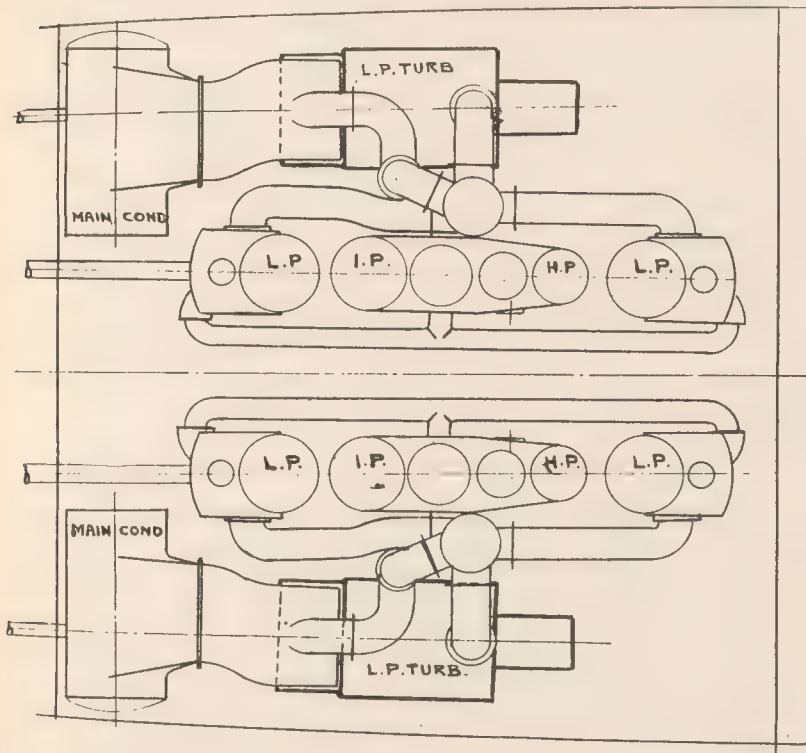 L.P. TURB
MAIN COND
L.P I.P. H.P. L.P.
L.P. I.P. H.P. L.P.
MAIN COND
L.P. TURB.